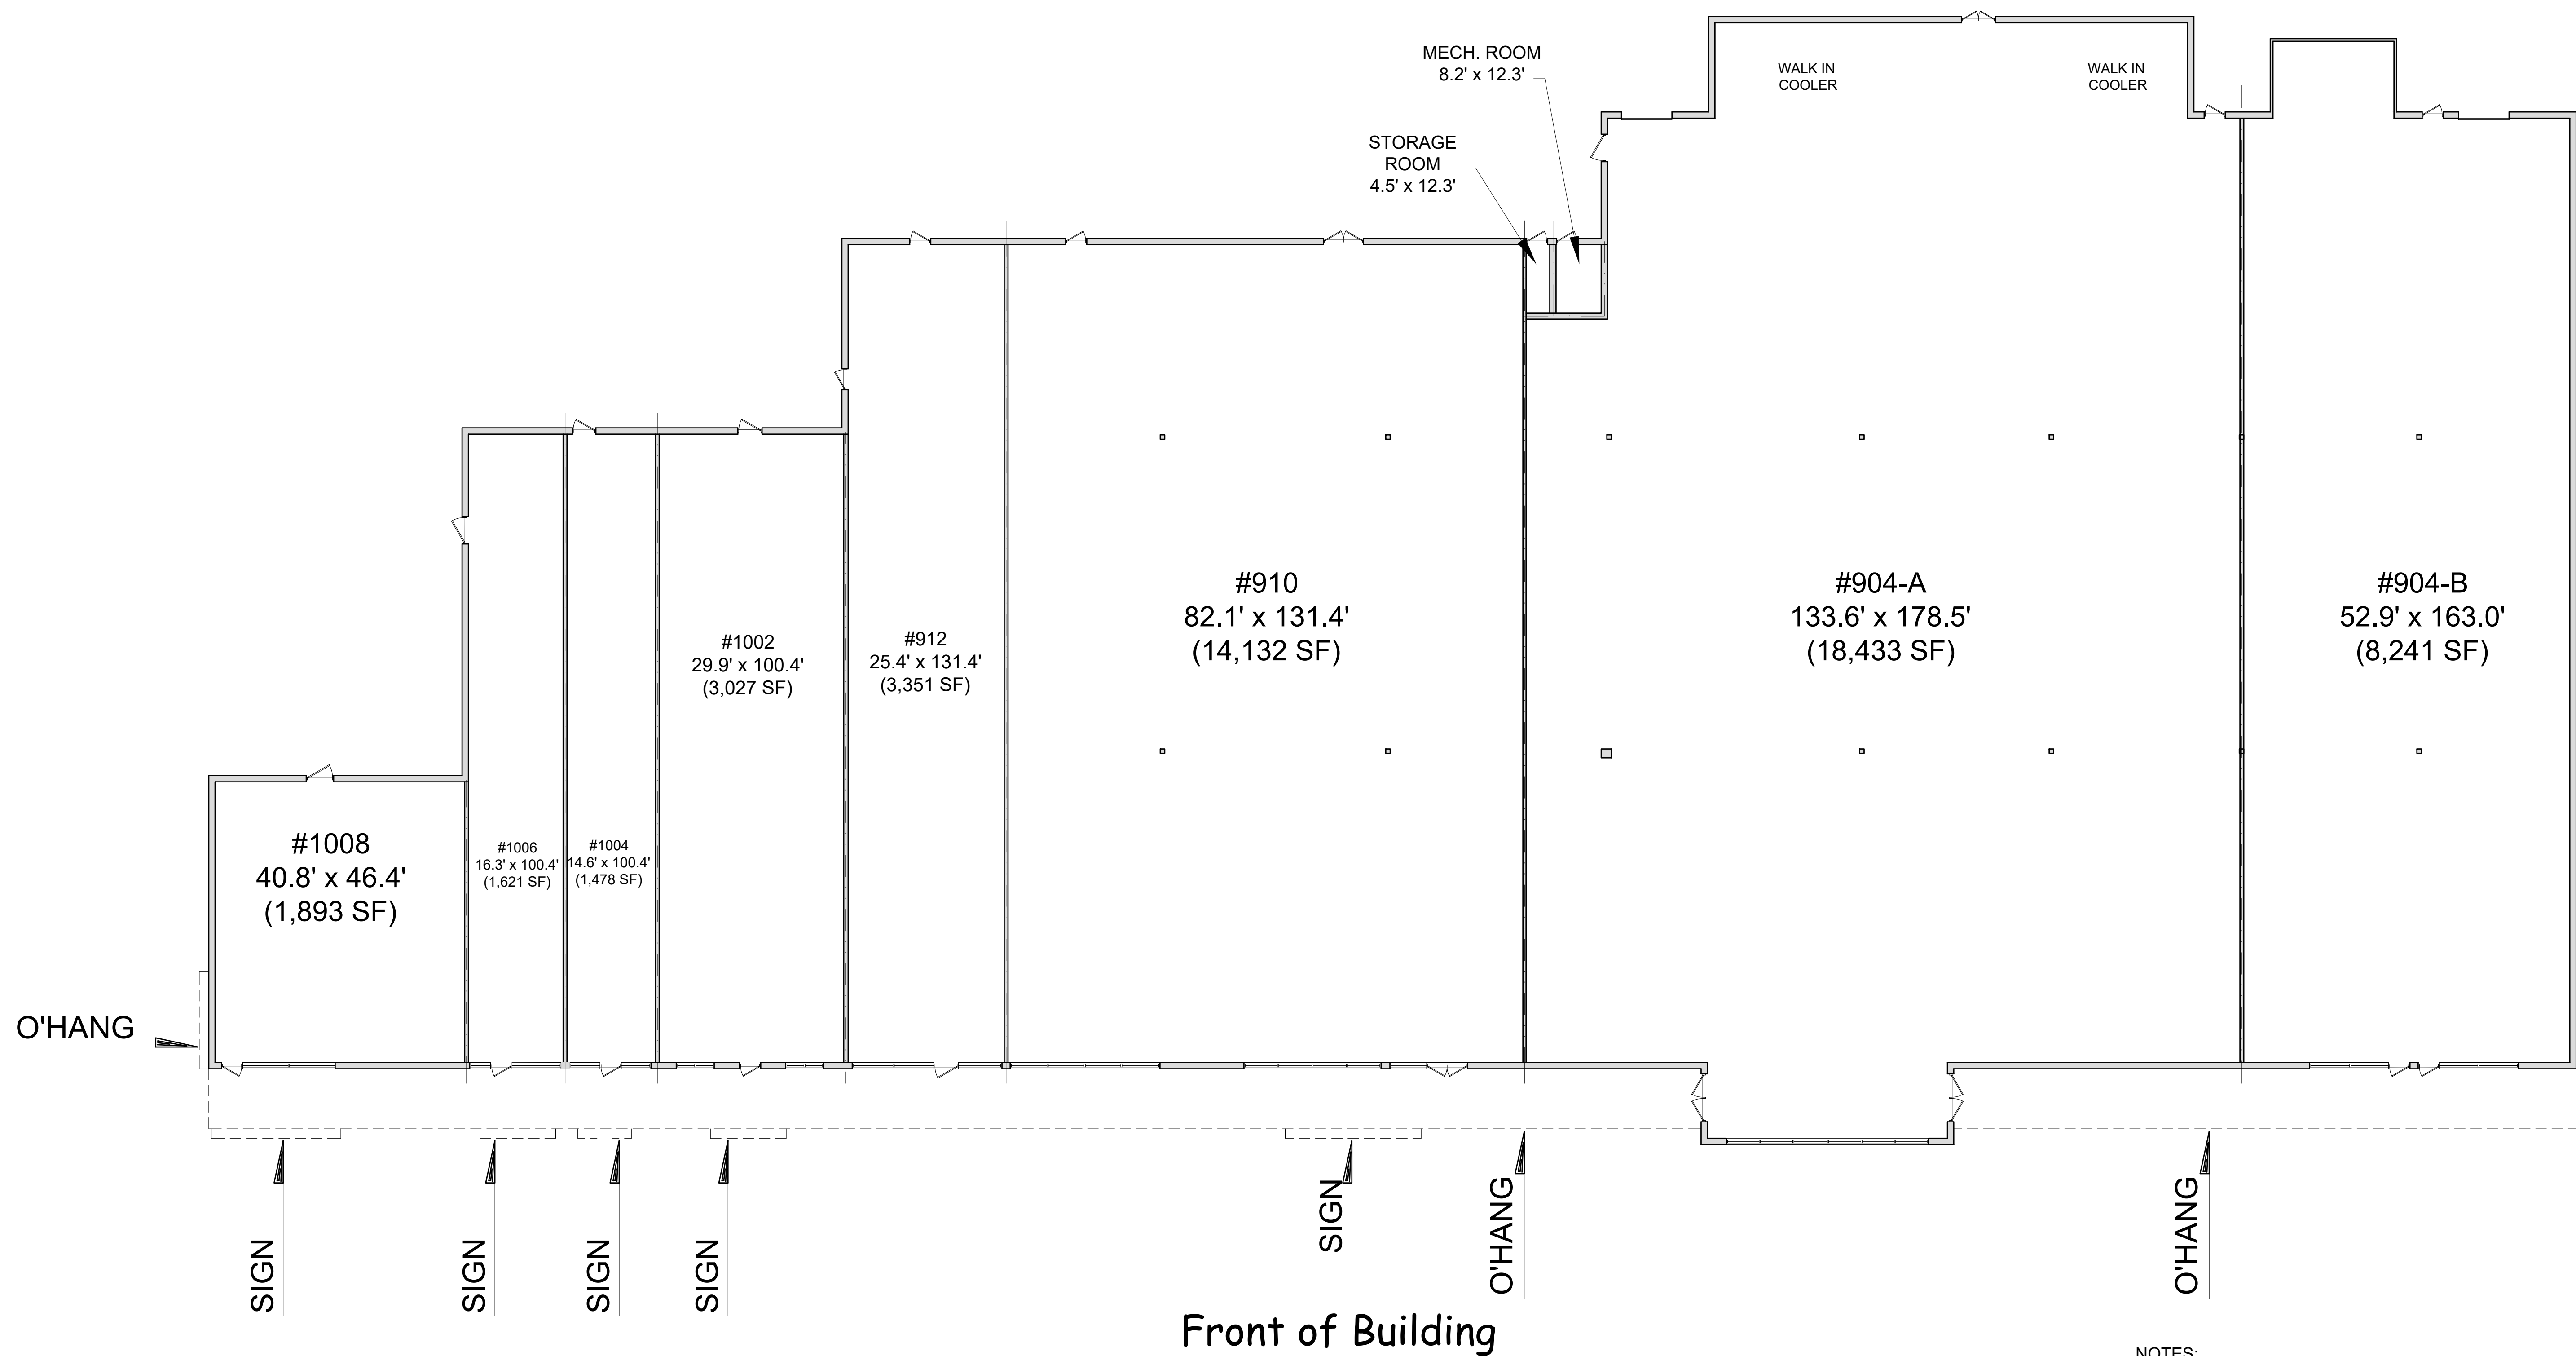 MECH. ROOM
8.2' x 12.3'
WALK IN
COOLER
WALK IN
COOLER
STORAGE
ROOM
4.5' x 12.3'
#910
82.1' x 131.4'
(14,132 SF)
#904-A
133.6' x 178.5'
(18,433 SF)
#904-B
52.9' x 163.0'
(8,241 SF)
#1002
29.9' x 100.4'
(3,027 SF)
#912
25.4' x 131.4'
(3,351 SF)
#1008
40.8' x 46.4'
(1,893 SF)
#1006
16.3' x 100.4'
(1,621 SF)
#1004
14.6' x 100.4'
(1,478 SF)
O'HANG
SIGN
SIGN
SIGN
SIGN
SIGN
O'HANG
O'HANG
Front of Building
NOTES: